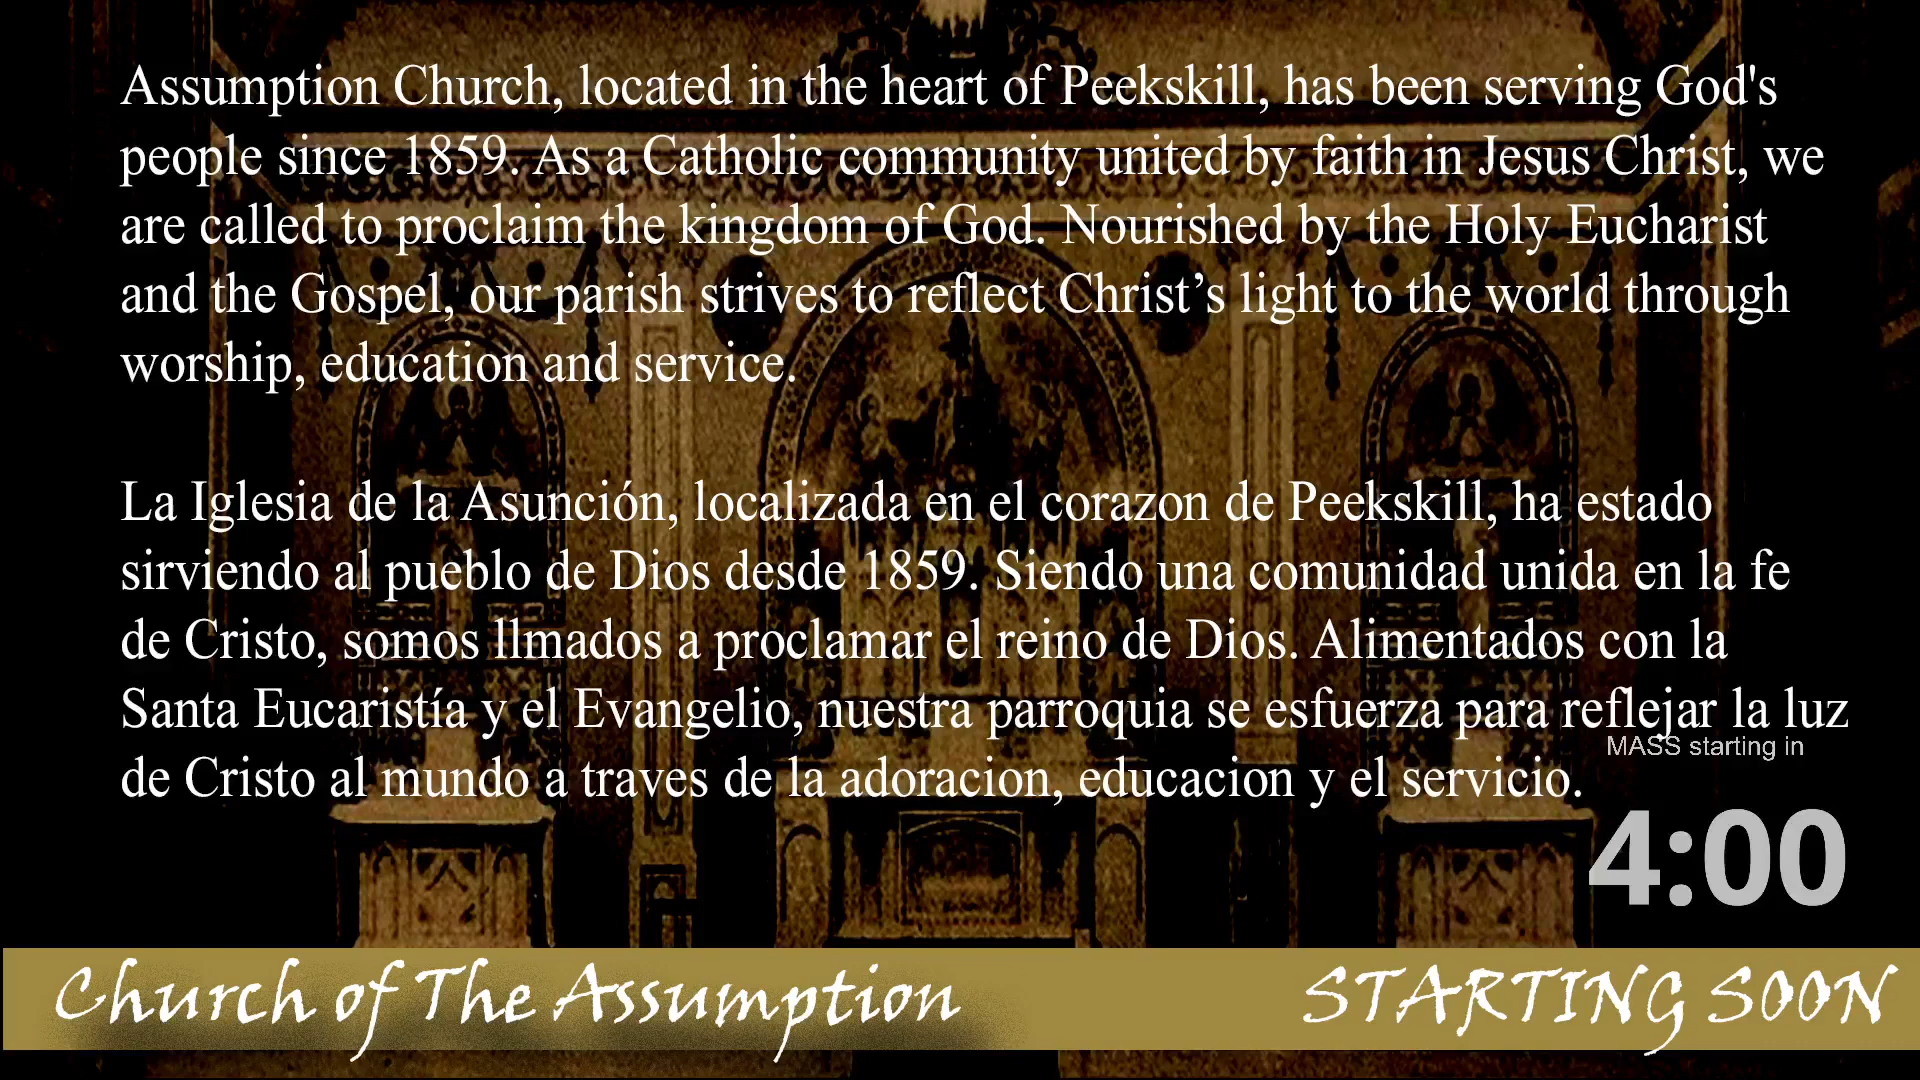 Assumption Church, located in the heart of Peekskill, has been serving God's
people since 1859. As a Catholic community united by faith in Jesus Christ, we
are called to proclaim the kingdom of God. Nourished by the Holy Eucharist
and the Gospel, our parish strives to reflect Christ’s light to the world through
worship, education and service.
La Iglesia de la Asunción, localizada en el corazon de Peekskill, ha estado
sirviendo al pueblo de Dios desde 1859. Siendo una comunidad unida en la fe
de Cristo, somos llmados a proclamar el reino de Dios. Alimentados con la
Santa Eucaristía y el Evangelio, nuestra parroquia se esfuerza para reflejar la luz
de Cristo al mundo a traves de la adoracion, educacion y el servicio.
MASS starting in
4:00
Church of The Assumption
STARTING SOON